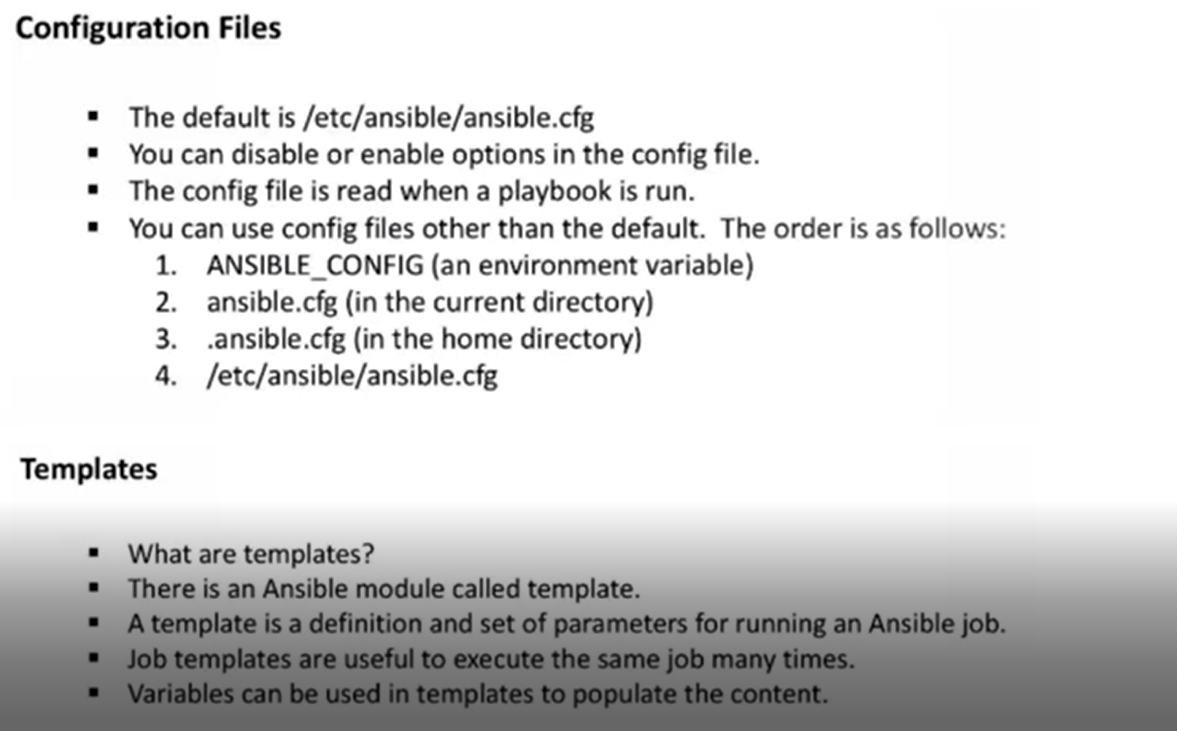 Configuration Files
▪ The default is /etc/ansible/ansible.cfg
▪ You can disable or enable options in the config file.
▪ The config file is read when a playbook is run.
▪ You can use config files other than the default.  The order is as follows:
1. ANSIBLE_CONFIG (an environment variable)
2. ansible.cfg (in the current directory)
3. .ansible.cfg (in the home directory)
4. /etc/ansible/ansible.cfg
Templates
▪ What are templates?
▪ There is an Ansible module called template.
▪ A template is a definition and set of parameters for running an Ansible job.
▪ Job templates are useful to execute the same job many times.
▪ Variables can be used in templates to populate the content.